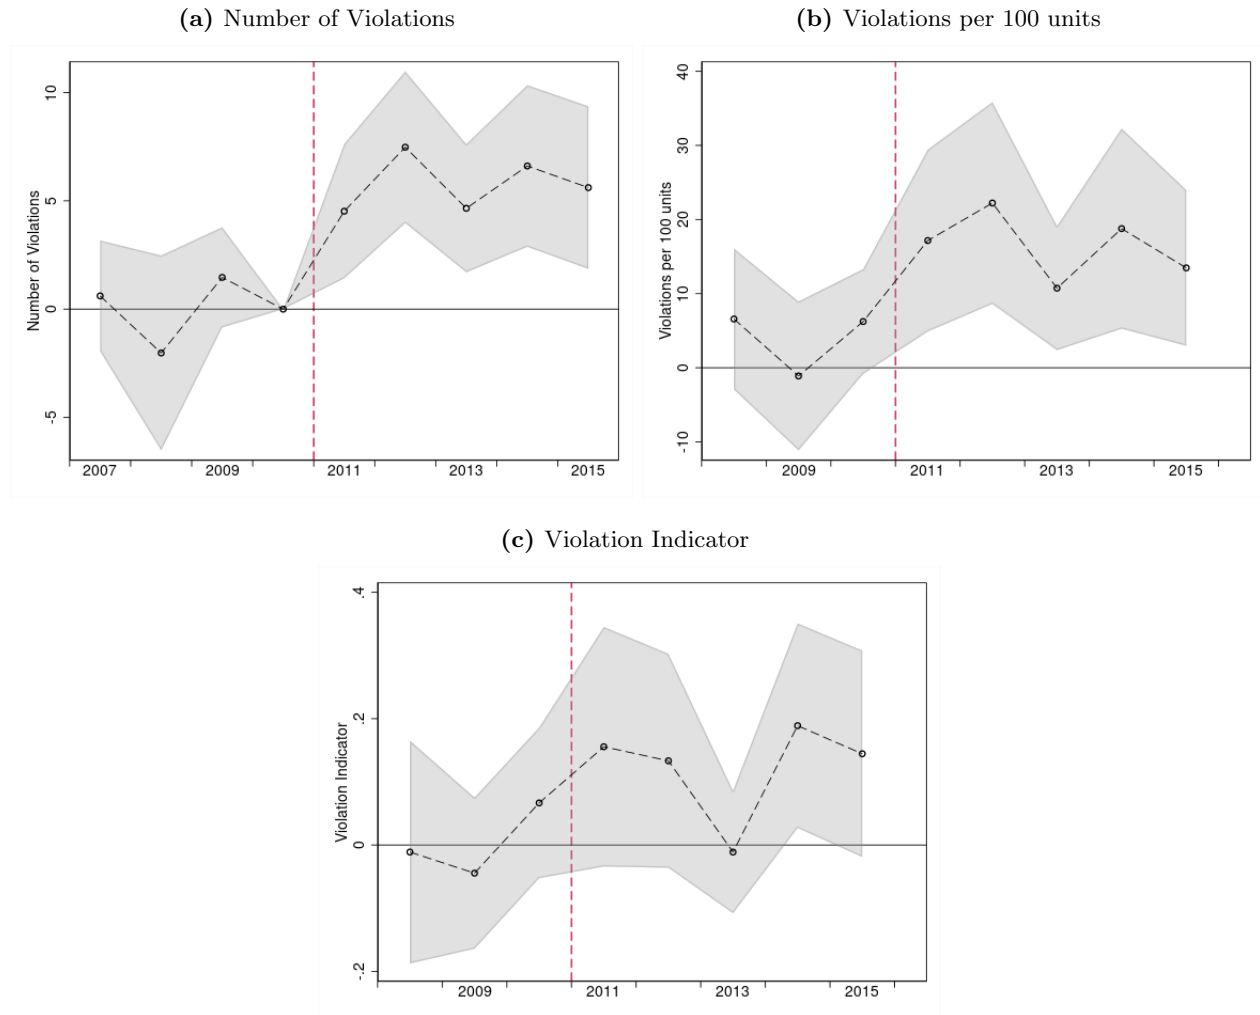 (a) Number of Violations
Number of Violations
10
5
0
-5
2007 2009 2011 2013 2015
(b) Violations per 100 units
Violations per 100 units
40
30
20
10
0
-10
2009 2011 2013 2015
(c) Violation Indicator
Violation Indicator
.4
.2
0
-.2
2009 2011 2013 2015